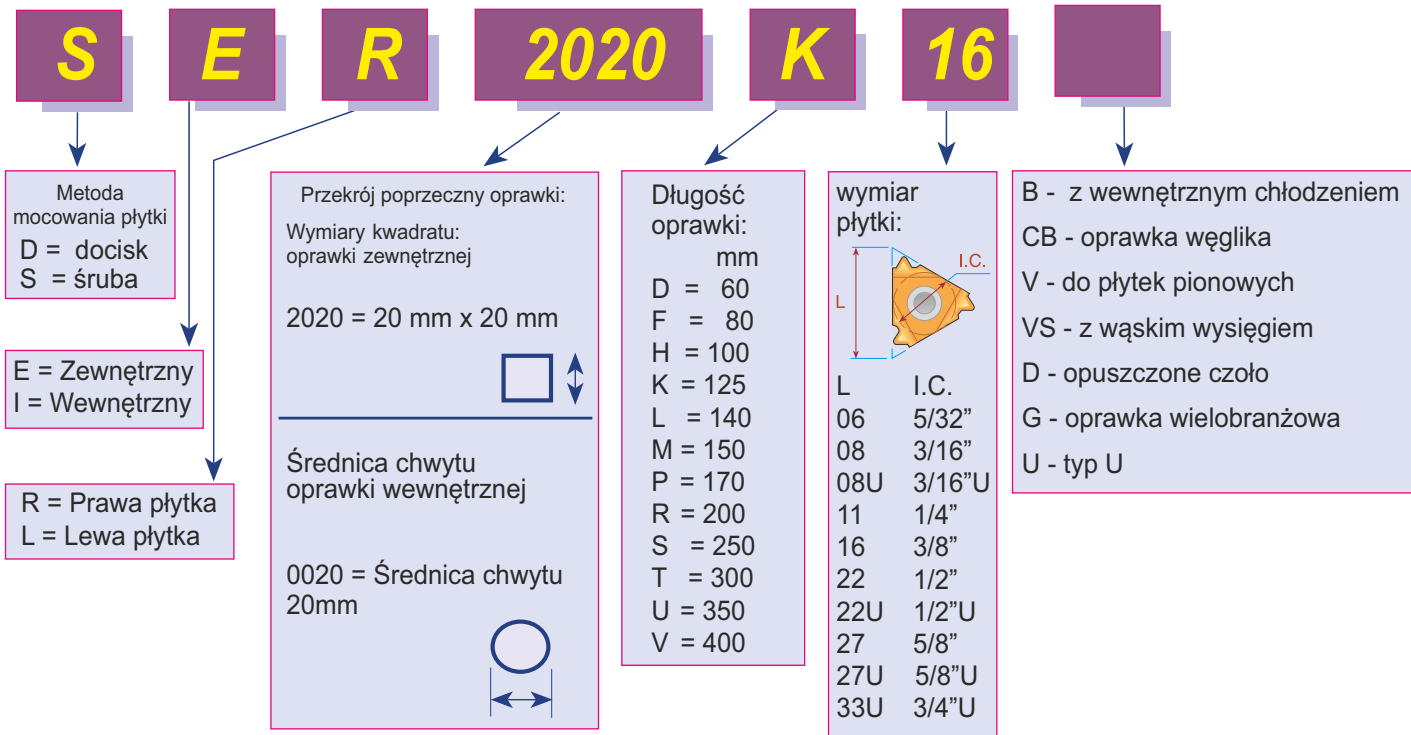 S E R 2020 K 16
Metoda
mocowania płytki
D = docisk
S = śruba
E = Zewnętrzny
I = Wewnętrzny
R = Prawa płytka
L = Lewa płytka
Przekrój poprzeczny oprawki:
Wymiary kwadratu:
oprawki zewnętrznej
2020 = 20 mm x 20 mm
Średnica chwytu
oprawki wewnętrznej
0020 = Średnica chwytu
20mm
Długość
oprawki:
mm
D = 60
F = 80
H = 100
K = 125
L = 140
M = 150
P = 170
R = 200
S = 250
T = 300
U = 350
V = 400
wymiar
płytki:
I.C.
L
L I.C.
06 5/32”
08 3/16”
08U 3/16”U
11 1/4”
16 3/8”
22 1/2”
22U 1/2”U
27 5/8”
27U 5/8”U
33U 3/4”U
B - z wewnętrznym chłodzeniem
CB - oprawka węglika
V - do płytek pionowych
VS - z wąskim wysięgiem
D - opuszczone czoło
G - oprawka wielobranżowa
U - typ U